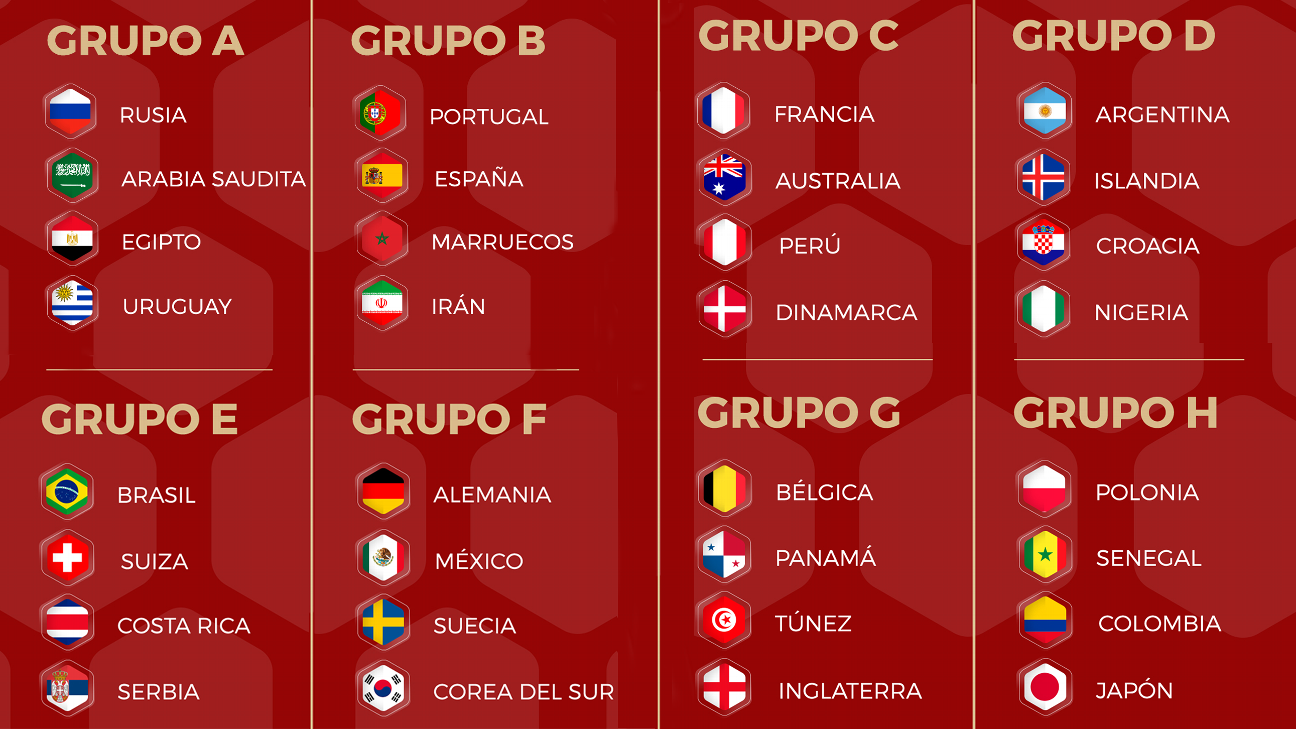 GRUPO A
RUSIA
ARABIA SAUDITA
EGIPTO
URUGUAY
GRUPO B
PORTUGAL
ESPAÑA
MARRUECOS
IRÁN
GRUPO C
FRANCIA
AUSTRALIA
PERÚ
DINAMARCA
GRUPO D
ARGENTINA
ISLANDIA
CROACIA
NIGERIA
GRUPO E
BRASIL
SUIZA
COSTA RICA
SERBIA
GRUPO F
ALEMANIA
MÉXICO
SUECIA
COREA DEL SUR
GRUPO G
BÉLGICA
PANAMÁ
TÚNEZ
INGLATERRA
GRUPO H
POLONIA
SENEGAL
COLOMBIA
JAPÓN